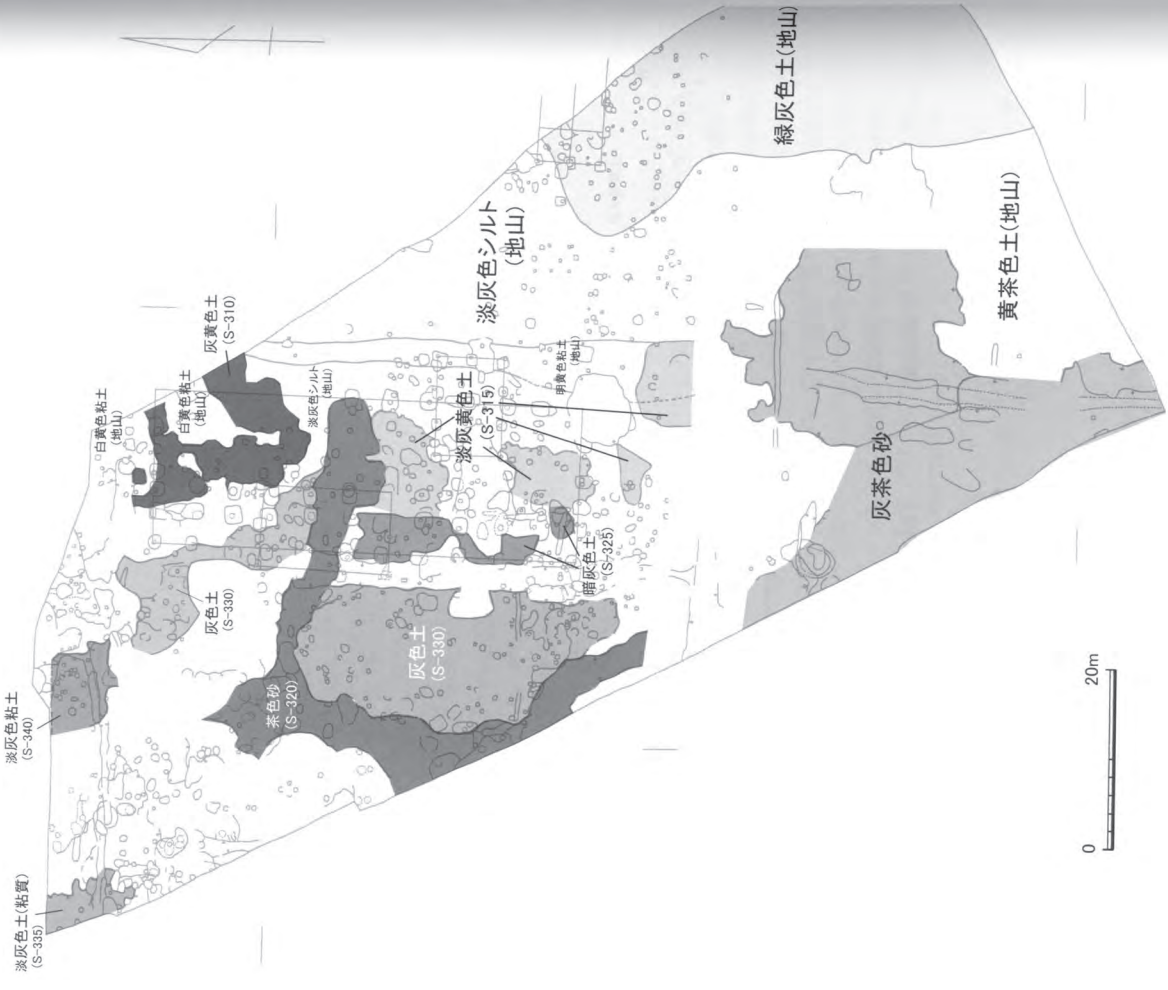 淡灰色土(粘質)
(S-335)
淡灰色粘土
(S-340)
灰色土
(S-330)
茶色砂
(S-320)
灰色土
(S-330)
白黄色粘土
(地山)
白黄色粘土
(地山)
灰黄色土
(S-310)
淡灰色シルト
(地山)
淡灰黄色土
(S-315)
暗灰色土
(S-325)
明黄色粘土
(地山)
淡灰色シルト
(地山)
緑灰色土(地山)
黄茶色土(地山)
灰茶色砂
0
20m